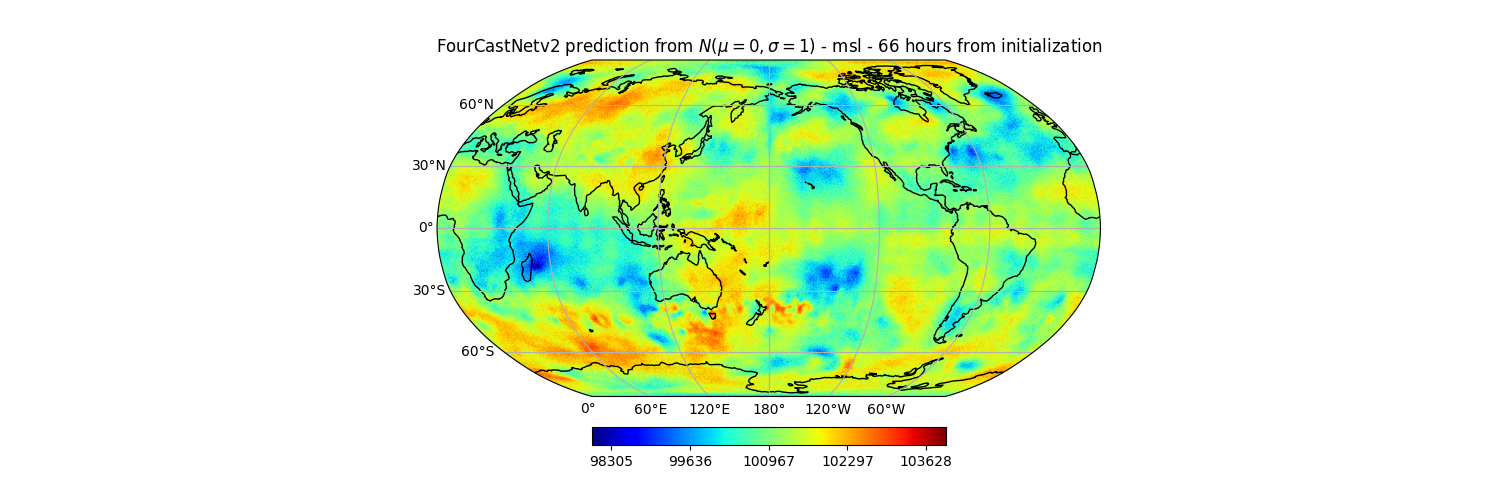 FourCastNetv2 prediction from N(μ = 0, σ = 1) - msl - 66 hours from initialization
60°N
30°N
0°
30°S
60°S
0° 60°E 120°E 180° 120°W 60°W
98305 99636 100967 102297 103628